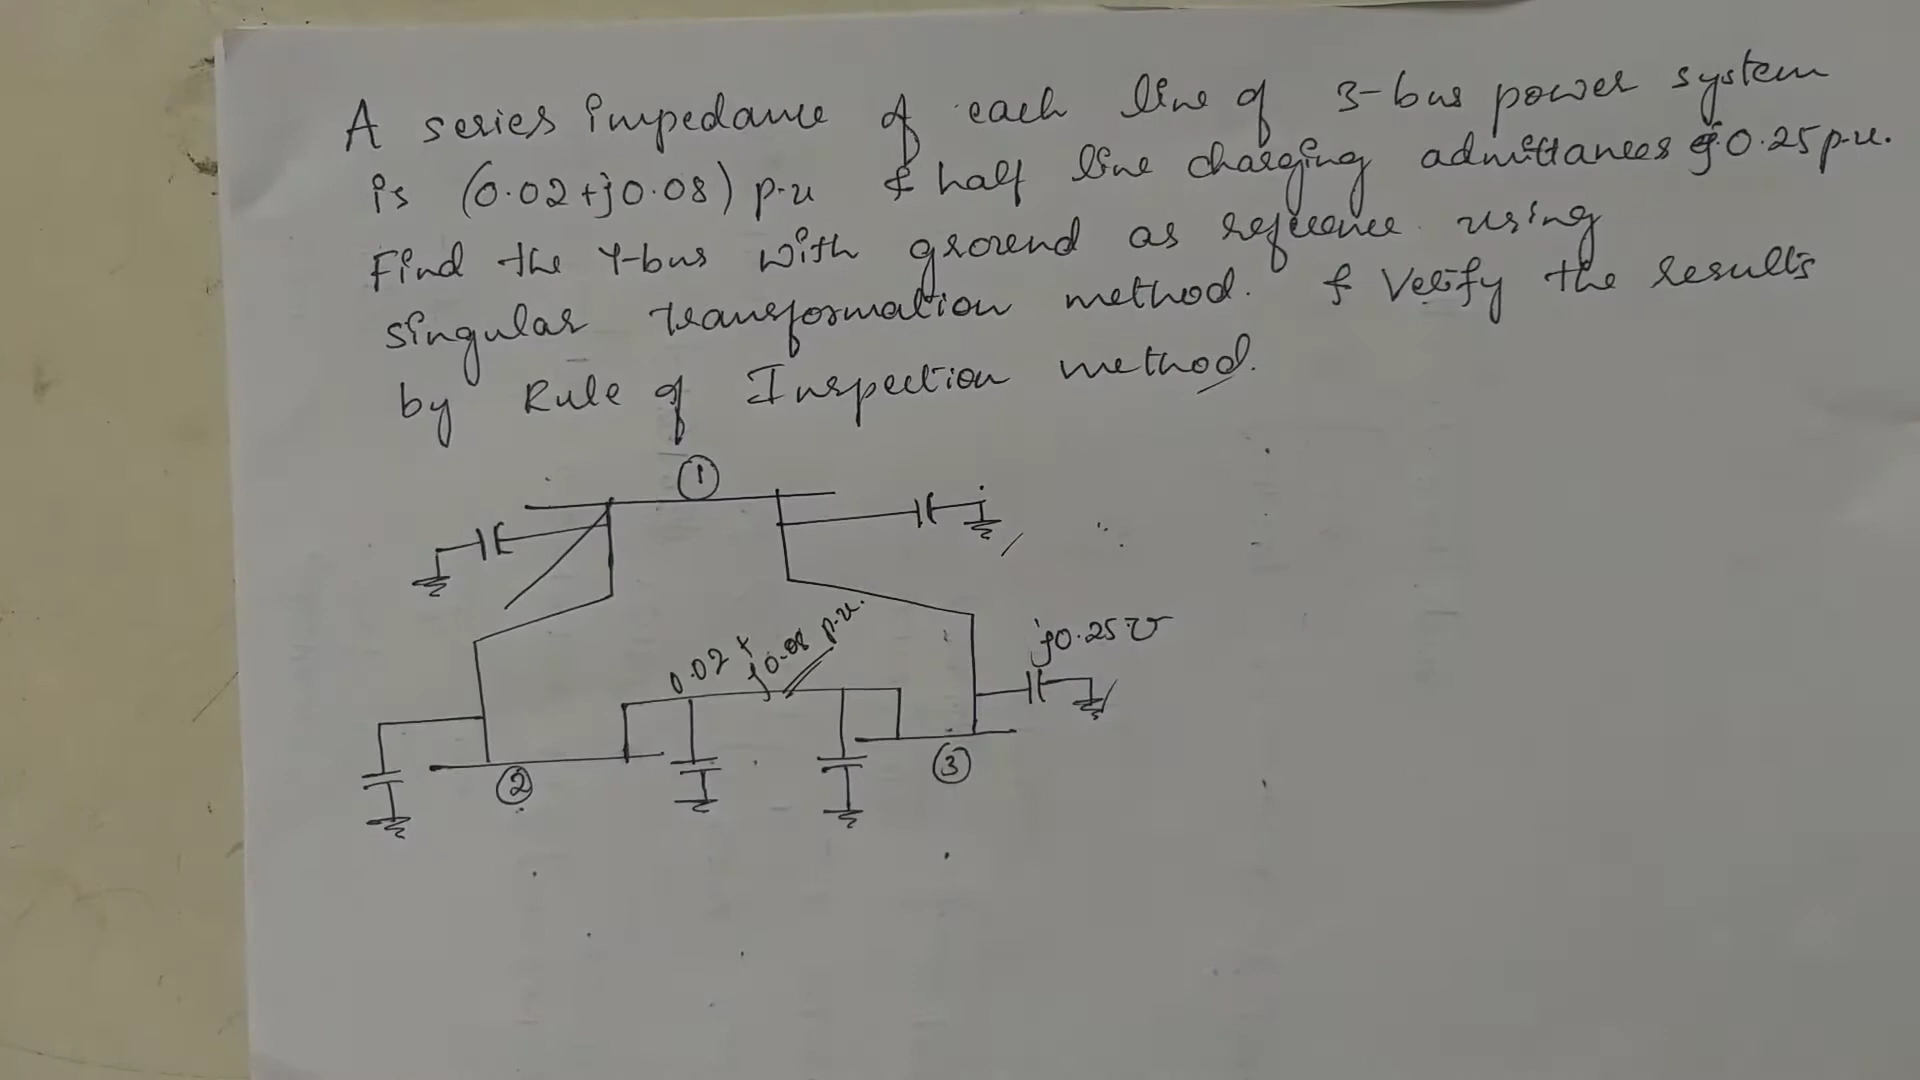 A series impedance of each line of 3-bus power system
is (0.02+j0.08) p.u & half line charging admittances j0.25 p.u.
Find the Y-bus with ground as reference using
singular transformation method. & Verify the results
by Rule of Inspection method.
1
j0.25 ℧
0.02 + j0.08 p.u.
2
3